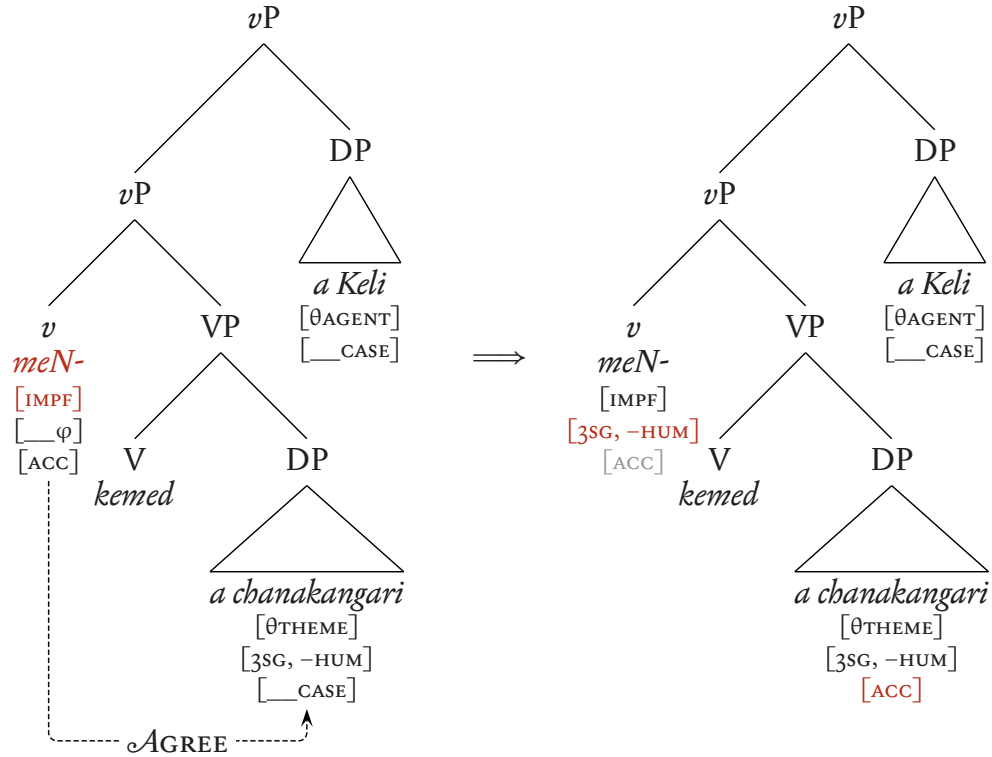 vP
DP
vP
a Keli
[θAGENT]
[__CASE]
v
VP
meN-
[IMPF]
[__φ]
[ACC]
V
DP
kemed
a chanakangari
[θTHEME]
[3SG, –HUM]
[__CASE]
AGREE
⟹
vP
DP
vP
a Keli
[θAGENT]
[__CASE]
v
VP
meN-
[IMPF]
[3SG, –HUM]
[ACC]
V
DP
kemed
a chanakangari
[θTHEME]
[3SG, –HUM]
[ACC]